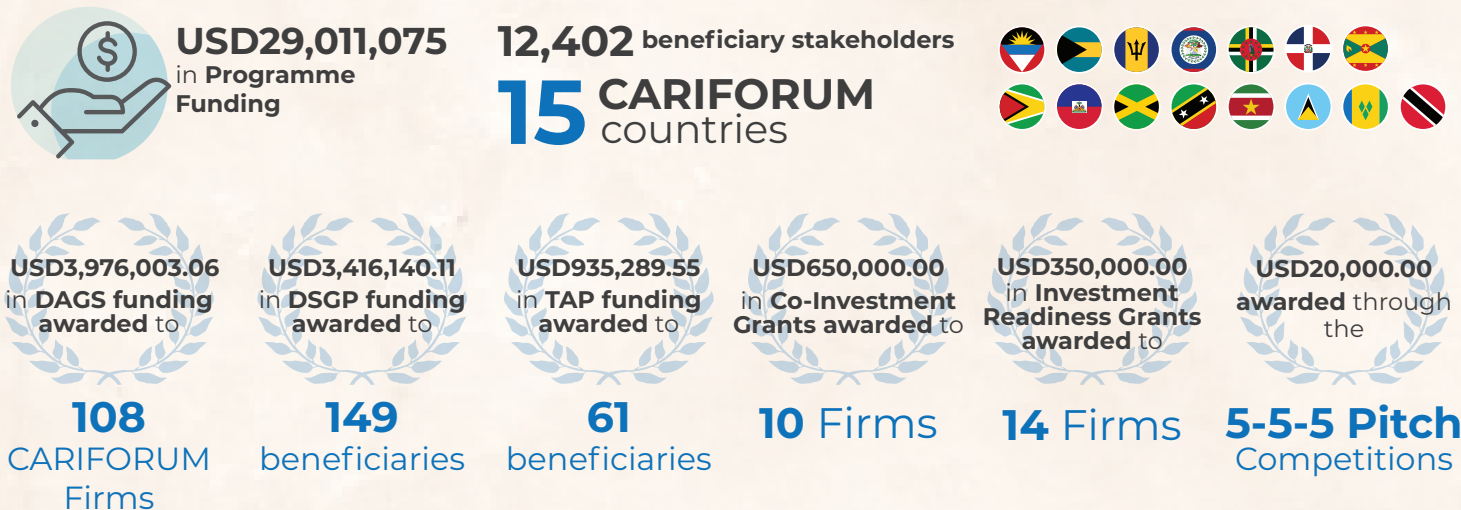 USD29,011,075
in Programme
Funding
12,402 beneficiary stakeholders
15 CARIFORUM
countries
USD3,976,003.06
in DAGS funding
awarded to
108
CARIFORUM
Firms
USD3,416,140.11
in DSGP funding
awarded to
149
beneficiaries
USD935,289.55
in TAP funding
awarded to
61
beneficiaries
USD650,000.00
in Co-Investment
Grants awarded to
10 Firms
USD350,000.00
in Investment
Readiness Grants
awarded to
14 Firms
USD20,000.00
awarded through
the
5-5-5 Pitch
Competitions